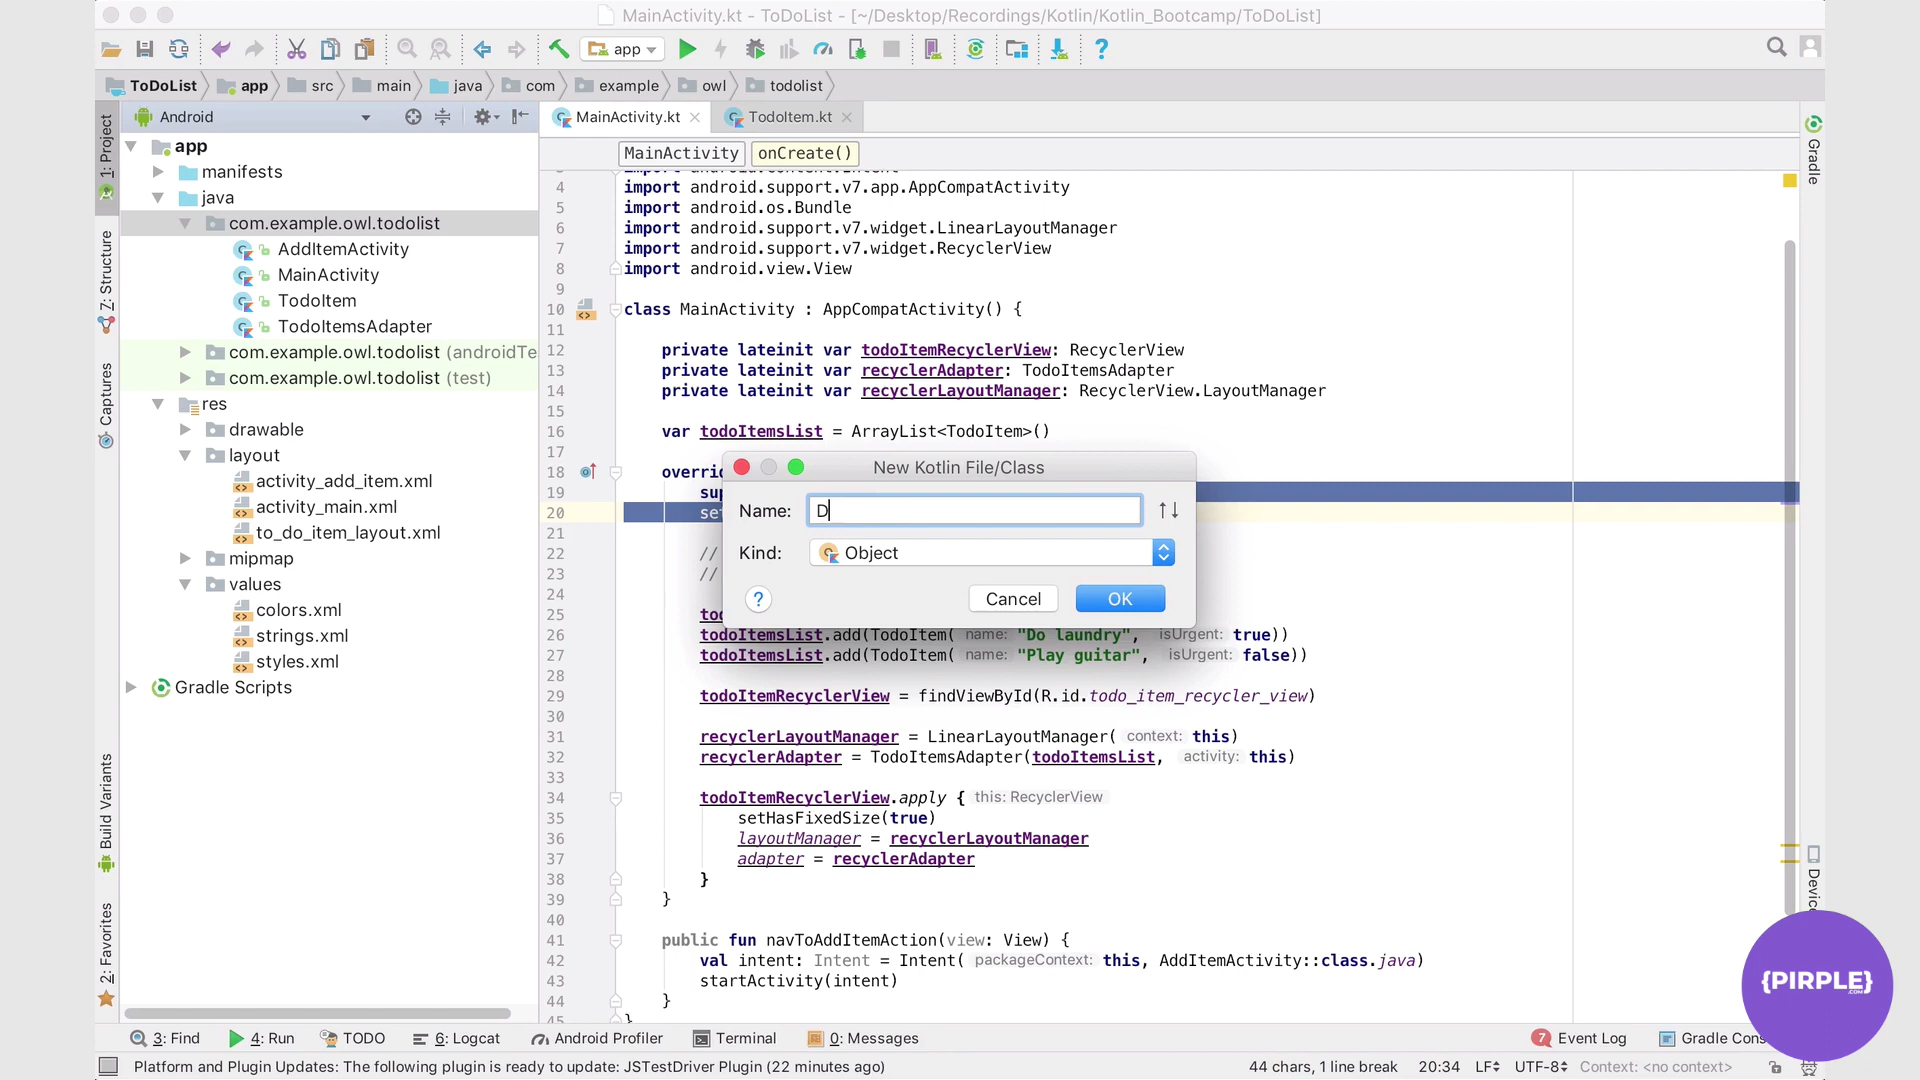 MainActivity.kt - ToDoList - [~/Desktop/Recordings/Kotlin/Kotlin_Bootcamp/ToDoList]
app
ToDoList
app
src
main
java
com
example
owl
todolist
1: Project
7: Structure
Captures
Build Variants
2: Favorites
Android
app
manifests
java
com.example.owl.todolist
AddItemActivity
MainActivity
TodoItem
TodoItemsAdapter
com.example.owl.todolist (androidTe
com.example.owl.todolist (test)
res
drawable
layout
activity_add_item.xml
activity_main.xml
to_do_item_layout.xml
mipmap
values
colors.xml
strings.xml
styles.xml
Gradle Scripts
MainActivity.kt
TodoItem.kt
MainActivity
onCreate()
4 import android.support.v7.app.AppCompatActivity
5 import android.os.Bundle
6 import android.support.v7.widget.LinearLayoutManager
7 import android.support.v7.widget.RecyclerView
8 import android.view.View
9
10 class MainActivity : AppCompatActivity() {
11
12 private lateinit var todoItemRecyclerView: RecyclerView
13 private lateinit var recyclerAdapter: TodoItemsAdapter
14 private lateinit var recyclerLayoutManager: RecyclerView.LayoutManager
15
16 var todoItemsList = ArrayList<TodoItem>()
17
18 overri
19 sup
20 se
21
22 //
23 //
24
25 to
26 todoItemsList.add(TodoItem( name: "Do laundry", isUrgent: true))
27 todoItemsList.add(TodoItem( name: "Play guitar", isUrgent: false))
28
29 todoItemRecyclerView = findViewById(R.id.todo_item_recycler_view)
30
31 recyclerLayoutManager = LinearLayoutManager( context: this)
32 recyclerAdapter = TodoItemsAdapter(todoItemsList, activity: this)
33
34 todoItemRecyclerView.apply { this: RecyclerView
35 setHasFixedSize(true)
36 layoutManager = recyclerLayoutManager
37 adapter = recyclerAdapter
38 }
39 }
40
41 public fun navToAddItemAction(view: View) {
42 val intent: Intent = Intent( packageContext: this, AddItemActivity::class.java)
43 startActivity(intent)
44 }
45 }
New Kotlin File/Class
Name: D
Kind: Object
?
Cancel
OK
Gradle
Device
{PIRPLE}
.COM
3: Find
4: Run
TODO
6: Logcat
Android Profiler
Terminal
0: Messages
7 Event Log
Gradle Cons
Platform and Plugin Updates: The following plugin is ready to update: JSTestDriver Plugin (22 minutes ago)
44 chars, 1 line break
20:34
LF
UTF-8
Context: <no context>